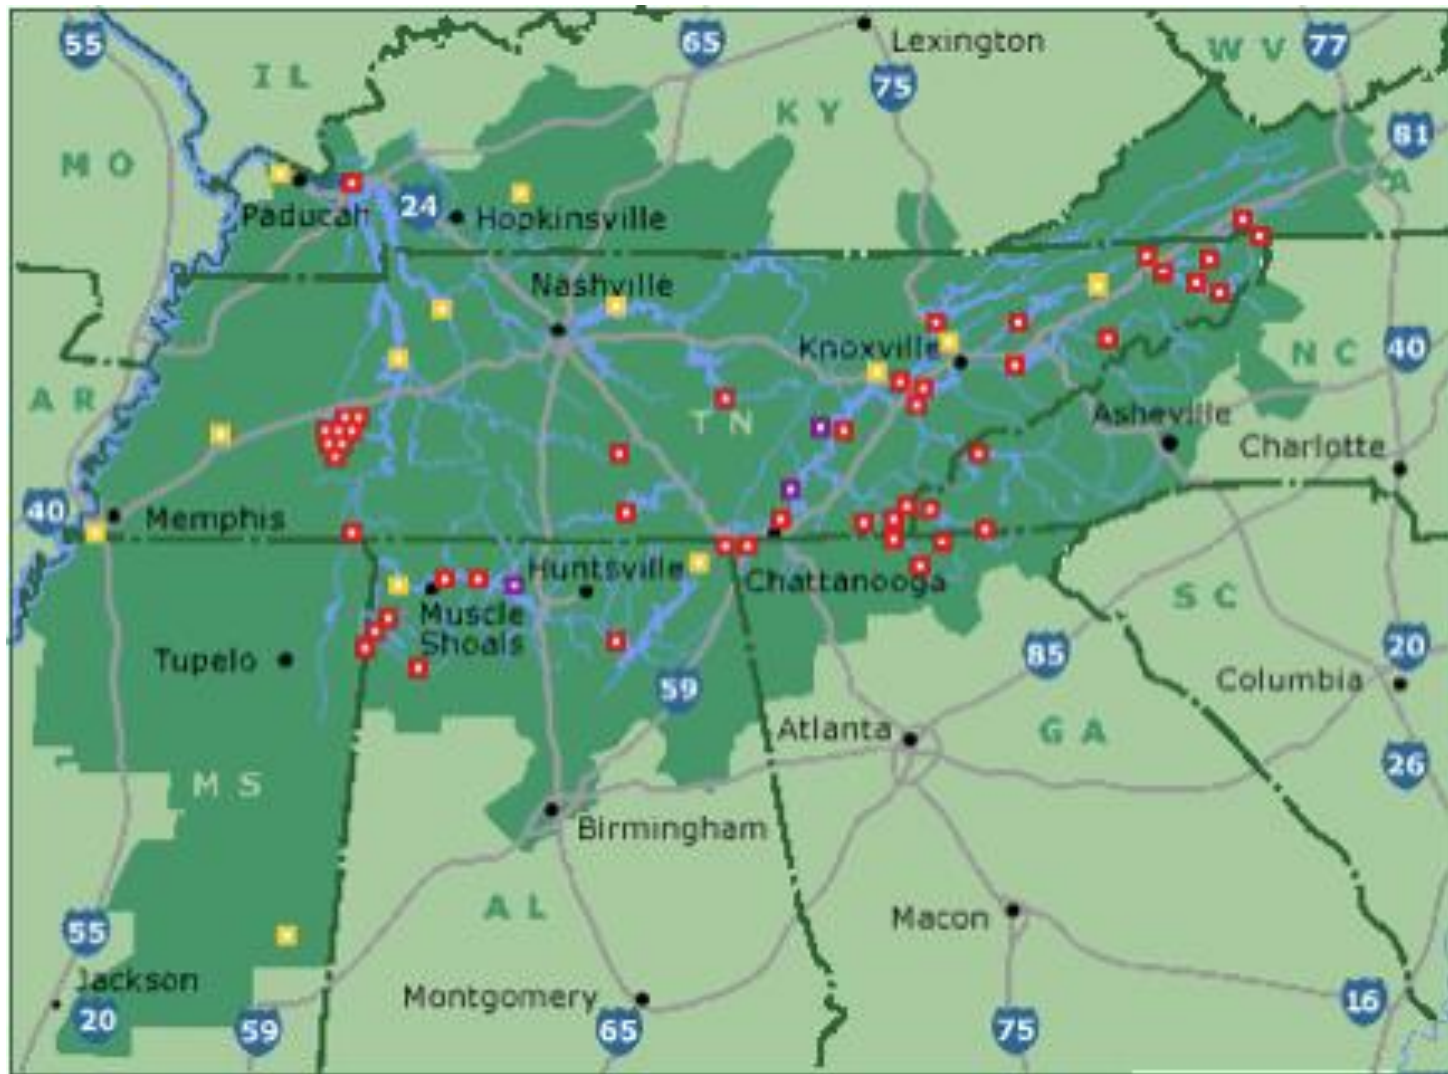 55
I L
65
Lexington
W V
77
75
K Y
81
M O
A
Paducah
24
Hopkinsville
Nashville
Knoxville
N C
40
A R
T N
Asheville
Charlotte
40
Memphis
Huntsville
Chattanooga
Muscle
Shoals
S C
Tupelo
59
85
20
Columbia
Atlanta
G A
M S
26
Birmingham
A L
Macon
55
Jackson
Montgomery
20
59
65
75
16